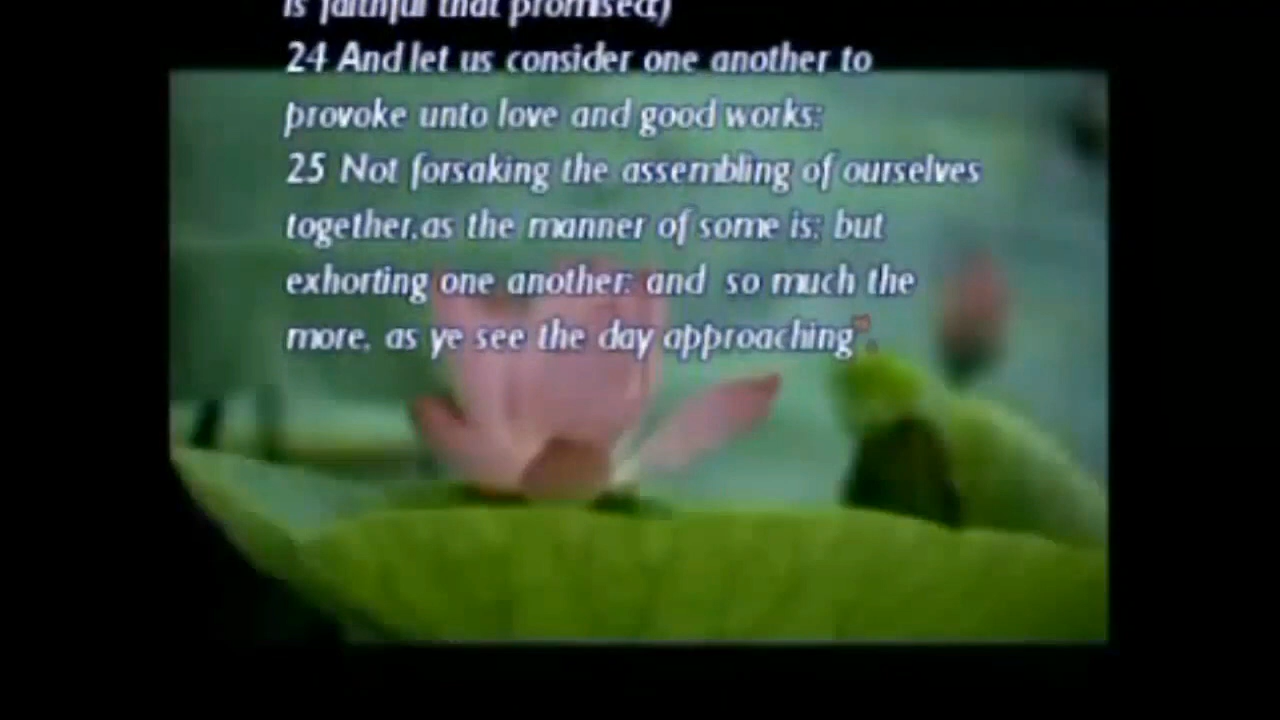 is faithful that promised;)
24 And let us consider one another to
provoke unto love and good works:
25 Not forsaking the assembling of ourselves
together,as the manner of some is; but
exhorting one another: and so much the
more, as ye see the day approaching".